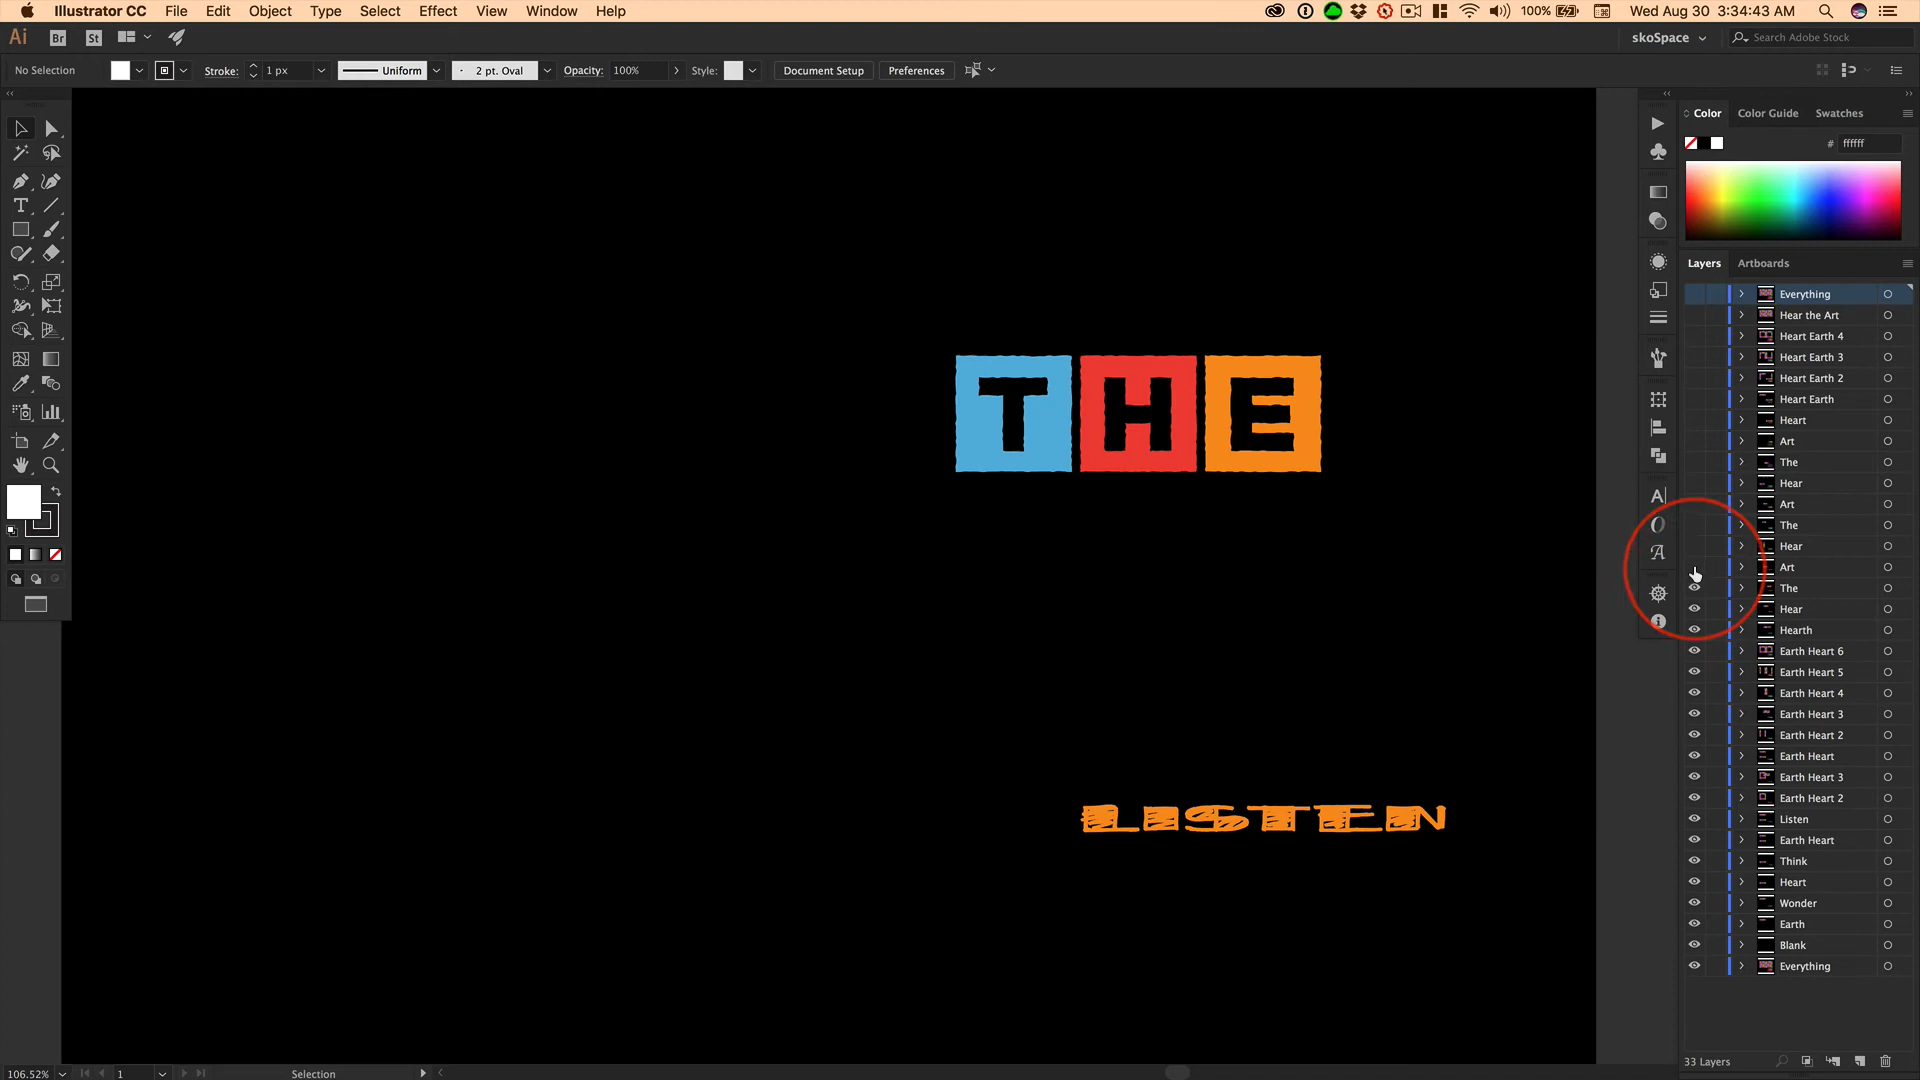 Illustrator CC File Edit Object Type Select Effect View Window Help 100% Wed Aug 30 3:34:43 AM
Ai Br St skoSpace Search Adobe Stock
No Selection Stroke: 1 px Uniform 2 pt. Oval Opacity: 100% Style: Document Setup Preferences
Color Color Guide Swatches
# ffffff
Layers Artboards
Everything
Hear the Art
Heart Earth 4
Heart Earth 3
Heart Earth 2
Heart Earth
Heart
Art
The
Hear
Art
The
Hear
Art
The
Hear
Hearth
Earth Heart 6
Earth Heart 5
Earth Heart 4
Earth Heart 3
Earth Heart 2
Earth Heart
Earth Heart 3
Earth Heart 2
Listen
Earth Heart
Think
Heart
Wonder
Earth
Blank
Everything
33 Layers
THE
LISTEN
106.52% 1 Selection